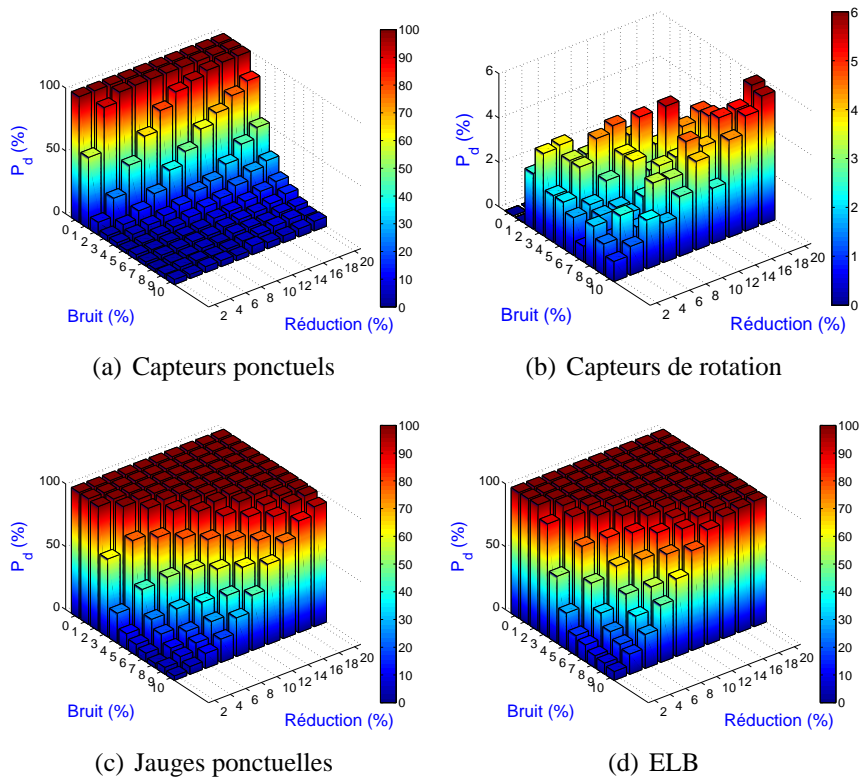 100
50
0
P_d (%)
0 1 2 3 4 5 6 7 8 9 10
Bruit (%)
2 4 6 8 10 12 14 16 18 20
Réduction (%)
100
90
80
70
60
50
40
30
20
10
0
(a) Capteurs ponctuels
6
4
2
0
P_d (%)
0 1 2 3 4 5 6 7 8 9 10
Bruit (%)
2 4 6 8 10 12 14 16 18 20
Réduction (%)
6
5
4
3
2
1
0
(b) Capteurs de rotation
100
50
0
P_d (%)
0 1 2 3 4 5 6 7 8 9 10
Bruit (%)
2 4 6 8 10 12 14 16 18 20
Réduction (%)
100
90
80
70
60
50
40
30
20
10
0
(c) Jauges ponctuelles
100
50
0
P_d (%)
0 1 2 3 4 5 6 7 8 9 10
Bruit (%)
2 4 6 8 10 12 14 16 18 20
Réduction (%)
100
90
80
70
60
50
40
30
20
10
0
(d) ELB